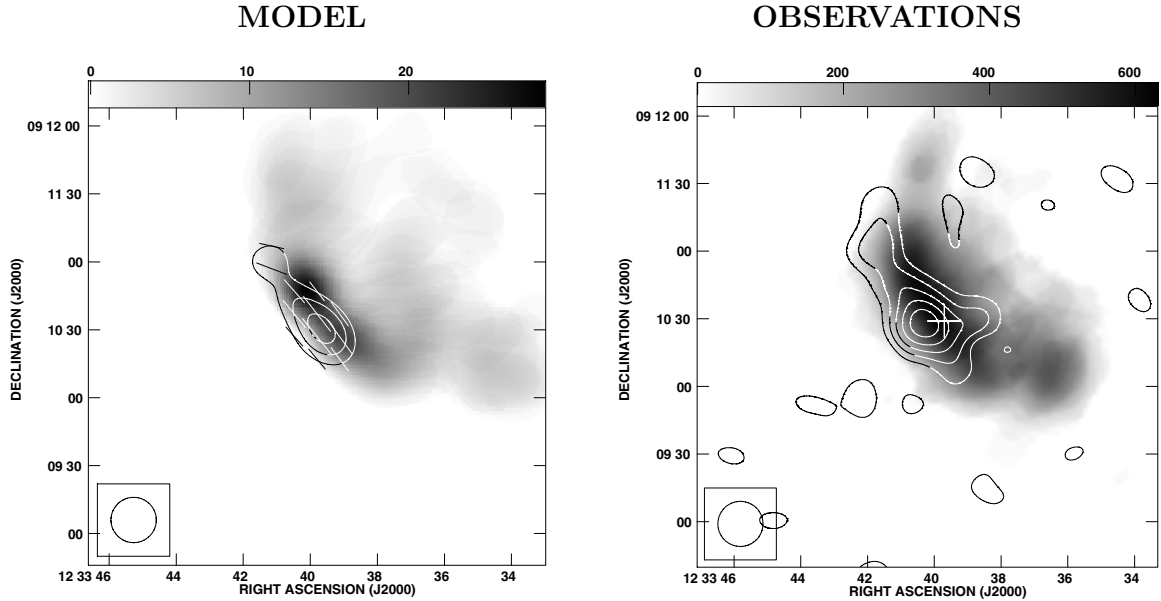 MODEL
OBSERVATIONS
0 10 20
0 200 400 600
09 12 00
11 30
00
10 30
00
09 30
00
DECLINATION (J2000)
12 33 46 44 42 40 38 36 34
RIGHT ASCENSION (J2000)
09 12 00
11 30
00
10 30
00
09 30
00
DECLINATION (J2000)
12 33 46 44 42 40 38 36 34
RIGHT ASCENSION (J2000)